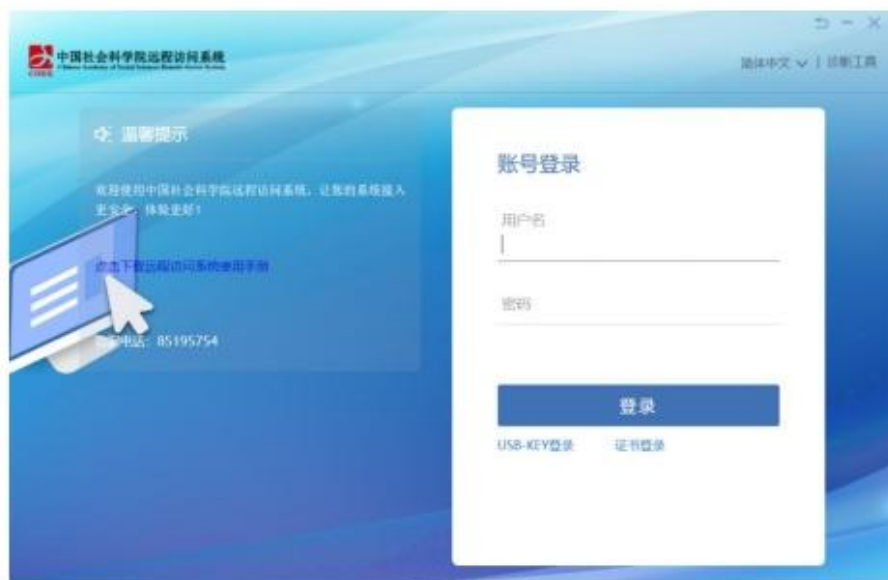 中国社会科学院远程访问系统
简体中文 | 诊断工具
温馨提示
欢迎使用中国社会科学院远程访问系统，让您的系统接入
更安全，体验更好！
点击下载远程访问系统使用手册
电话：85195754
账号登录
用户名
密码
登录
USB-KEY登录 证书登录